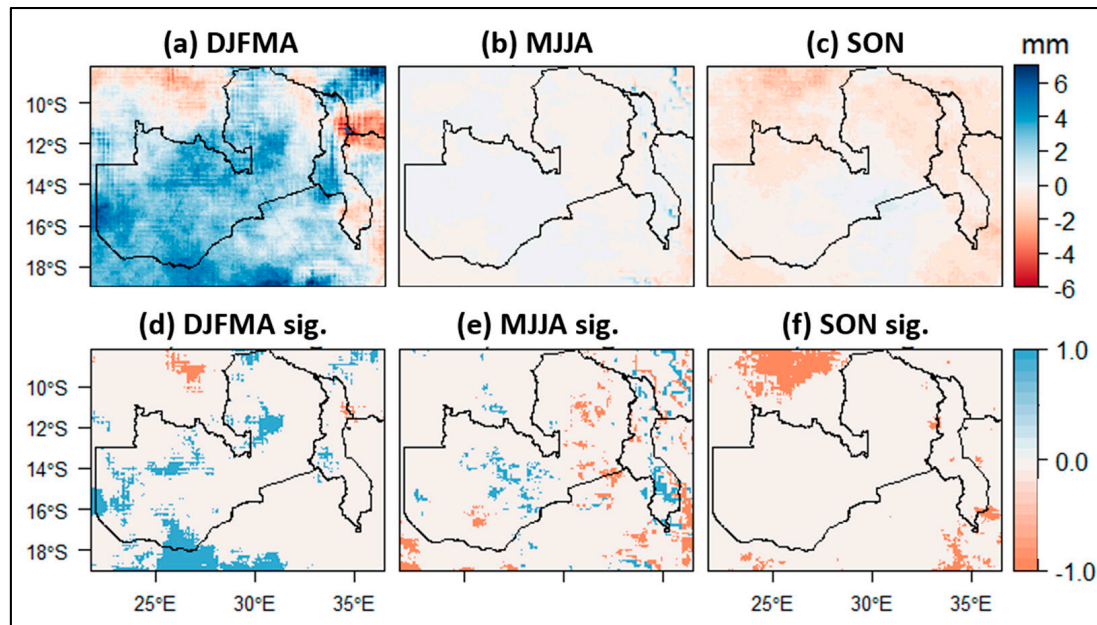 (a) DJFMA (b) MJJA (c) SON mm
10°S
12°S
14°S
16°S
18°S
6
4
2
0
-2
-4
-6
(d) DJFMA sig. (e) MJJA sig. (f) SON sig.
10°S
12°S
14°S
16°S
18°S
1.0
0.0
-1.0
25°E 30°E 35°E 25°E 30°E 35°E